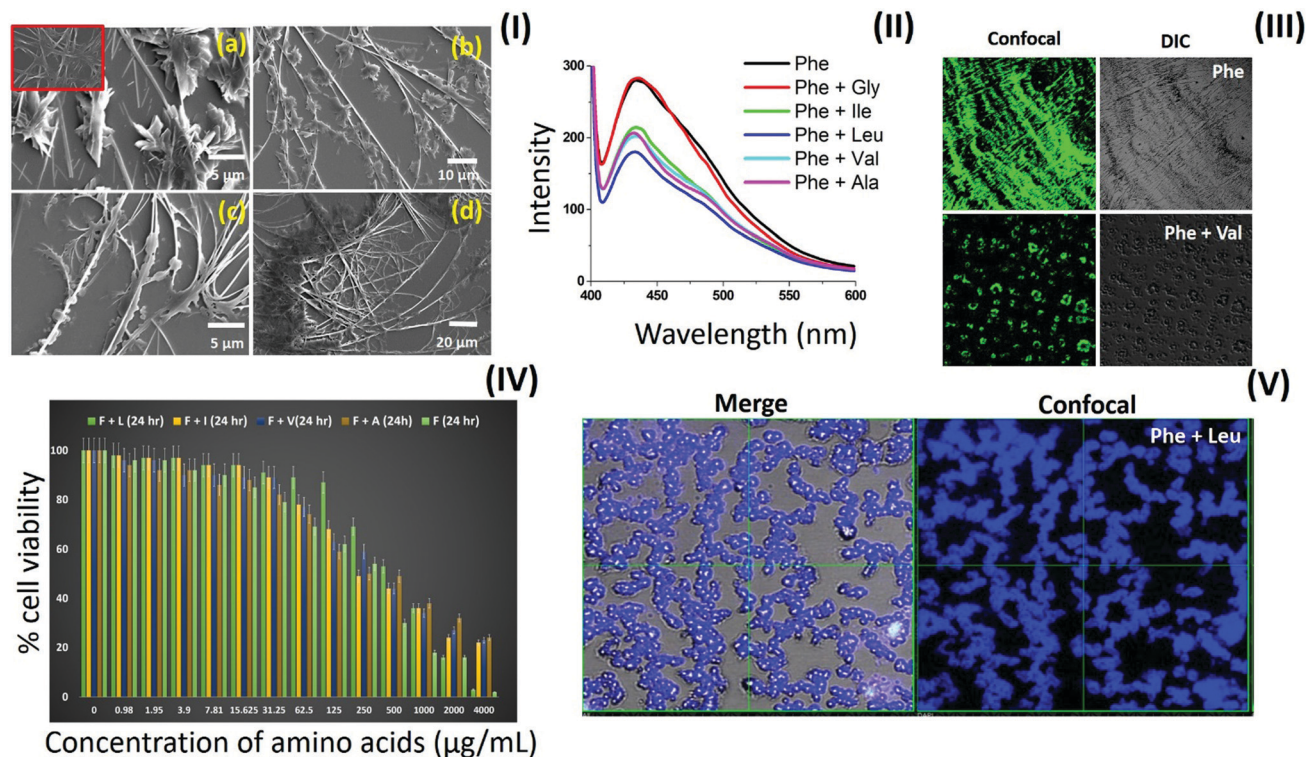 (I)
(a)
5 µm
(b)
10 µm
(c)
5 µm
(d)
20 µm
(II)
300
200
100
0
400 450 500 550 600
Intensity
Wavelength (nm)
Phe
Phe + Gly
Phe + Ile
Phe + Leu
Phe + Val
Phe + Ala
(III)
Confocal DIC
Phe
Phe + Val
(IV)
F + L (24 hr) F + I (24 hr) F + V(24 hr) F + A (24h) F (24 hr)
100
80
60
40
20
0
% cell viability
0 0.98 1.95 3.9 7.81 15.625 31.25 62.5 125 250 500 1000 2000 4000
Concentration of amino acids (µg/mL)
(V)
Merge Confocal
Phe + Leu